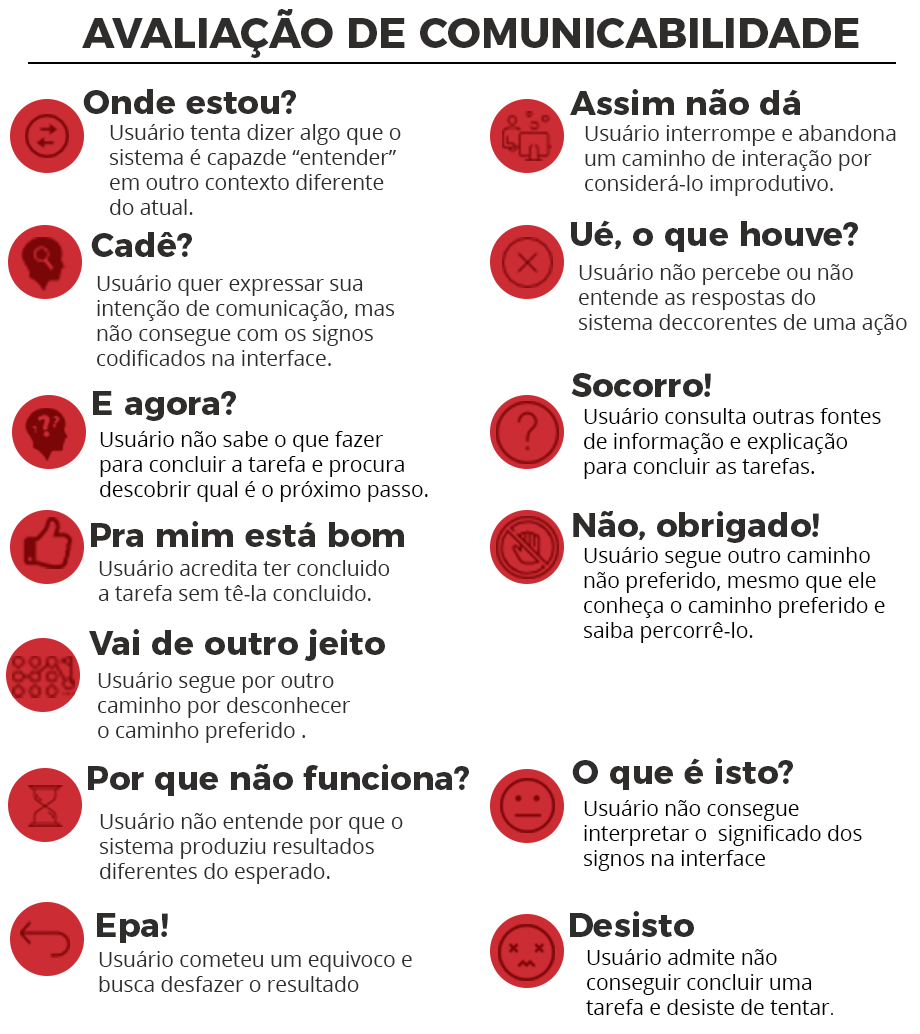 AVALIAÇÃO DE COMUNICABILIDADE
Onde estou?
Usuário tenta dizer algo que o
sistema é capazde “entender”
em outro contexto diferente
do atual.
Cadê?
Usuário quer expressar sua
intenção de comunicação, mas
não consegue com os signos
codificados na interface.
E agora?
Usuário não sabe o que fazer
para concluir a tarefa e procura
descobrir qual é o próximo passo.
Pra mim está bom
Usuário acredita ter concluido
a tarefa sem tê-la concluido.
Vai de outro jeito
Usuário segue por outro
caminho por desconhecer
o caminho preferido .
Por que não funciona?
Usuário não entende por que o
sistema produziu resultados
diferentes do esperado.
Epa!
Usuário cometeu um equivoco e
busca desfazer o resultado
Assim não dá
Usuário interrompe e abandona
um caminho de interação por
considerá-lo improdutivo.
Ué, o que houve?
Usuário não percebe ou não
entende as respostas do
sistema deccorentes de uma ação
Socorro!
Usuário consulta outras fontes
de informação e explicação
para concluir as tarefas.
Não, obrigado!
Usuário segue outro caminho
não preferido, mesmo que ele
conheça o caminho preferido e
saiba percorrê-lo.
O que é isto?
Usuário não consegue
interpretar o  significado dos
signos na interface
Desisto
Usuário admite não
conseguir concluir uma
tarefa e desiste de tentar.